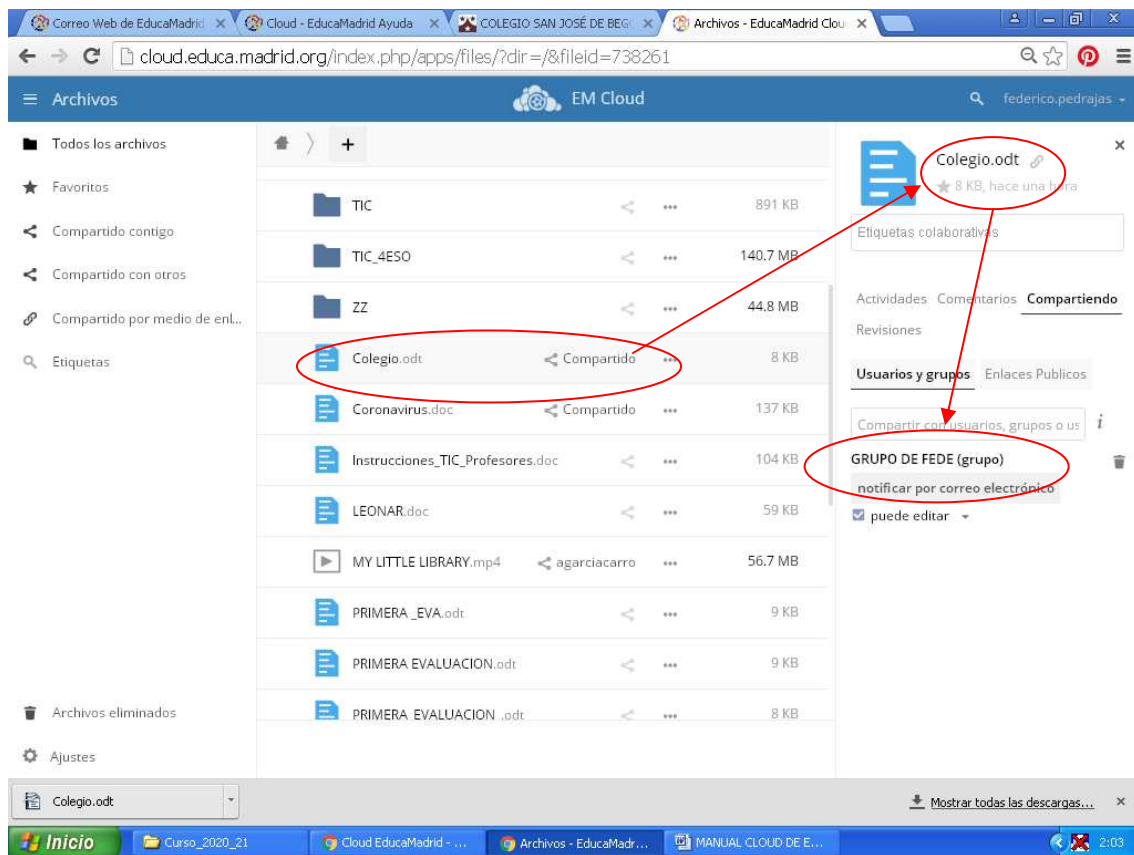 Correo Web de EducaMadrid
Cloud - EducaMadrid Ayuda
COLEGIO SAN JOSÉ DE BEGO
Archivos - EducaMadrid Clou
cloud.educa.madrid.org/index.php/apps/files/?dir=/&fileid=738261
Archivos
EM Cloud
federico.pedrajas
Todos los archivos
Favoritos
Compartido contigo
Compartido con otros
Compartido por medio de enl...
Etiquetas
Archivos eliminados
Ajustes
+
TIC 891 KB
TIC_4ESO 140.7 MB
ZZ 44.8 MB
Colegio.odt Compartido 8 KB
Coronavirus.doc Compartido 137 KB
Instrucciones_TIC_Profesores.doc 104 KB
LEONAR.doc 59 KB
MY LITTLE LIBRARY.mp4 agarciacarro 56.7 MB
PRIMERA _EVA.odt 9 KB
PRIMERA EVALUACION.odt 9 KB
PRIMERA EVALUACION .odt 8 KB
Colegio.odt
8 KB, hace una hora
Etiquetas colaborativas
Actividades Comentarios Compartiendo
Revisiones
Usuarios y grupos Enlaces Publicos
Compartir con usuarios, grupos o us
i
GRUPO DE FEDE (grupo)
notificar por correo electrónico
puede editar
Colegio.odt
Mostrar todas las descargas...
Inicio
Curso_2020_21
Cloud EducaMadrid - ...
Archivos - EducaMadr...
MANUAL CLOUD DE E...
2:03